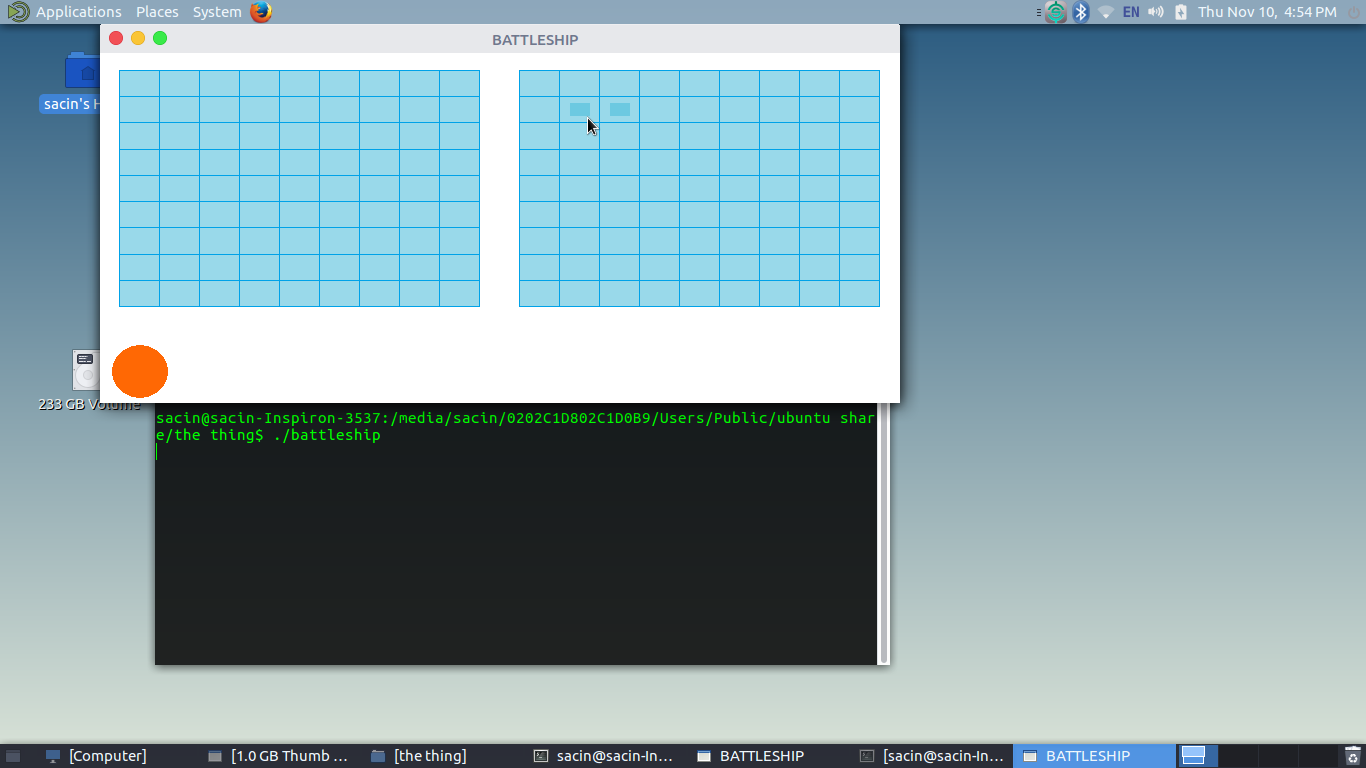 Applications Places System
EN Thu Nov 10, 4:54 PM
BATTLESHIP
sacin's H
233 GB Volume
sacin@sacin-Inspiron-3537:/media/sacin/0202C1D802C1D0B9/Users/Public/ubuntu shar
e/the thing$ ./battleship
[Computer] [1.0 GB Thumb ... [the thing] sacin@sacin-In... BATTLESHIP [sacin@sacin-In... BATTLESHIP